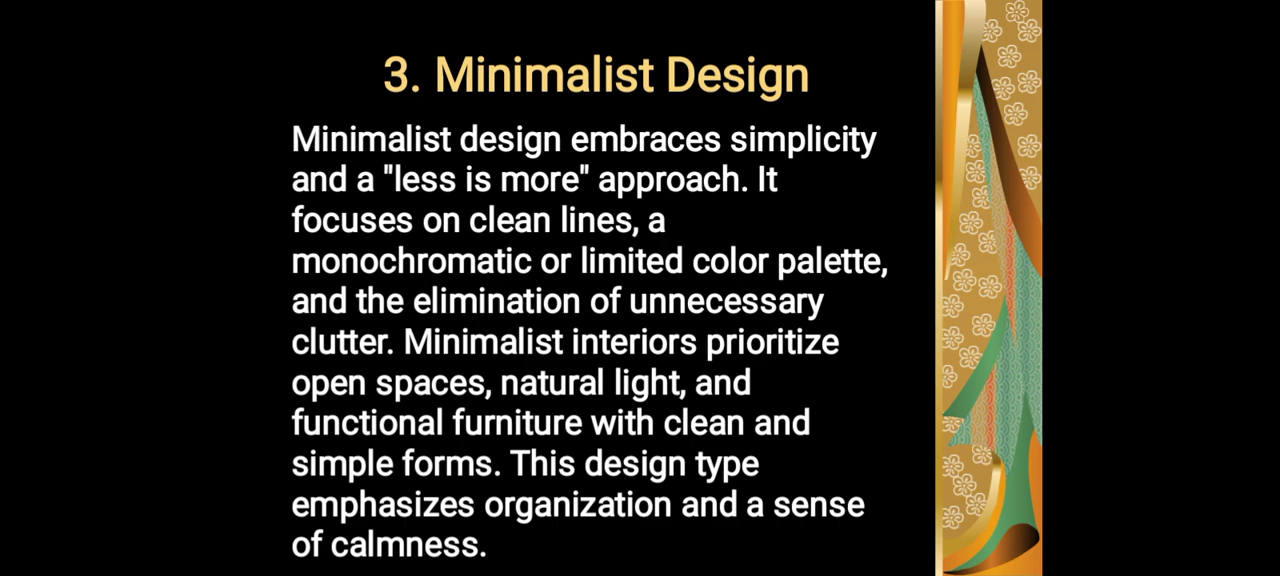 3. Minimalist Design
Minimalist design embraces simplicity
and a "less is more" approach. It
focuses on clean lines, a
monochromatic or limited color palette,
and the elimination of unnecessary
clutter. Minimalist interiors prioritize
open spaces, natural light, and
functional furniture with clean and
simple forms. This design type
emphasizes organization and a sense
of calmness.